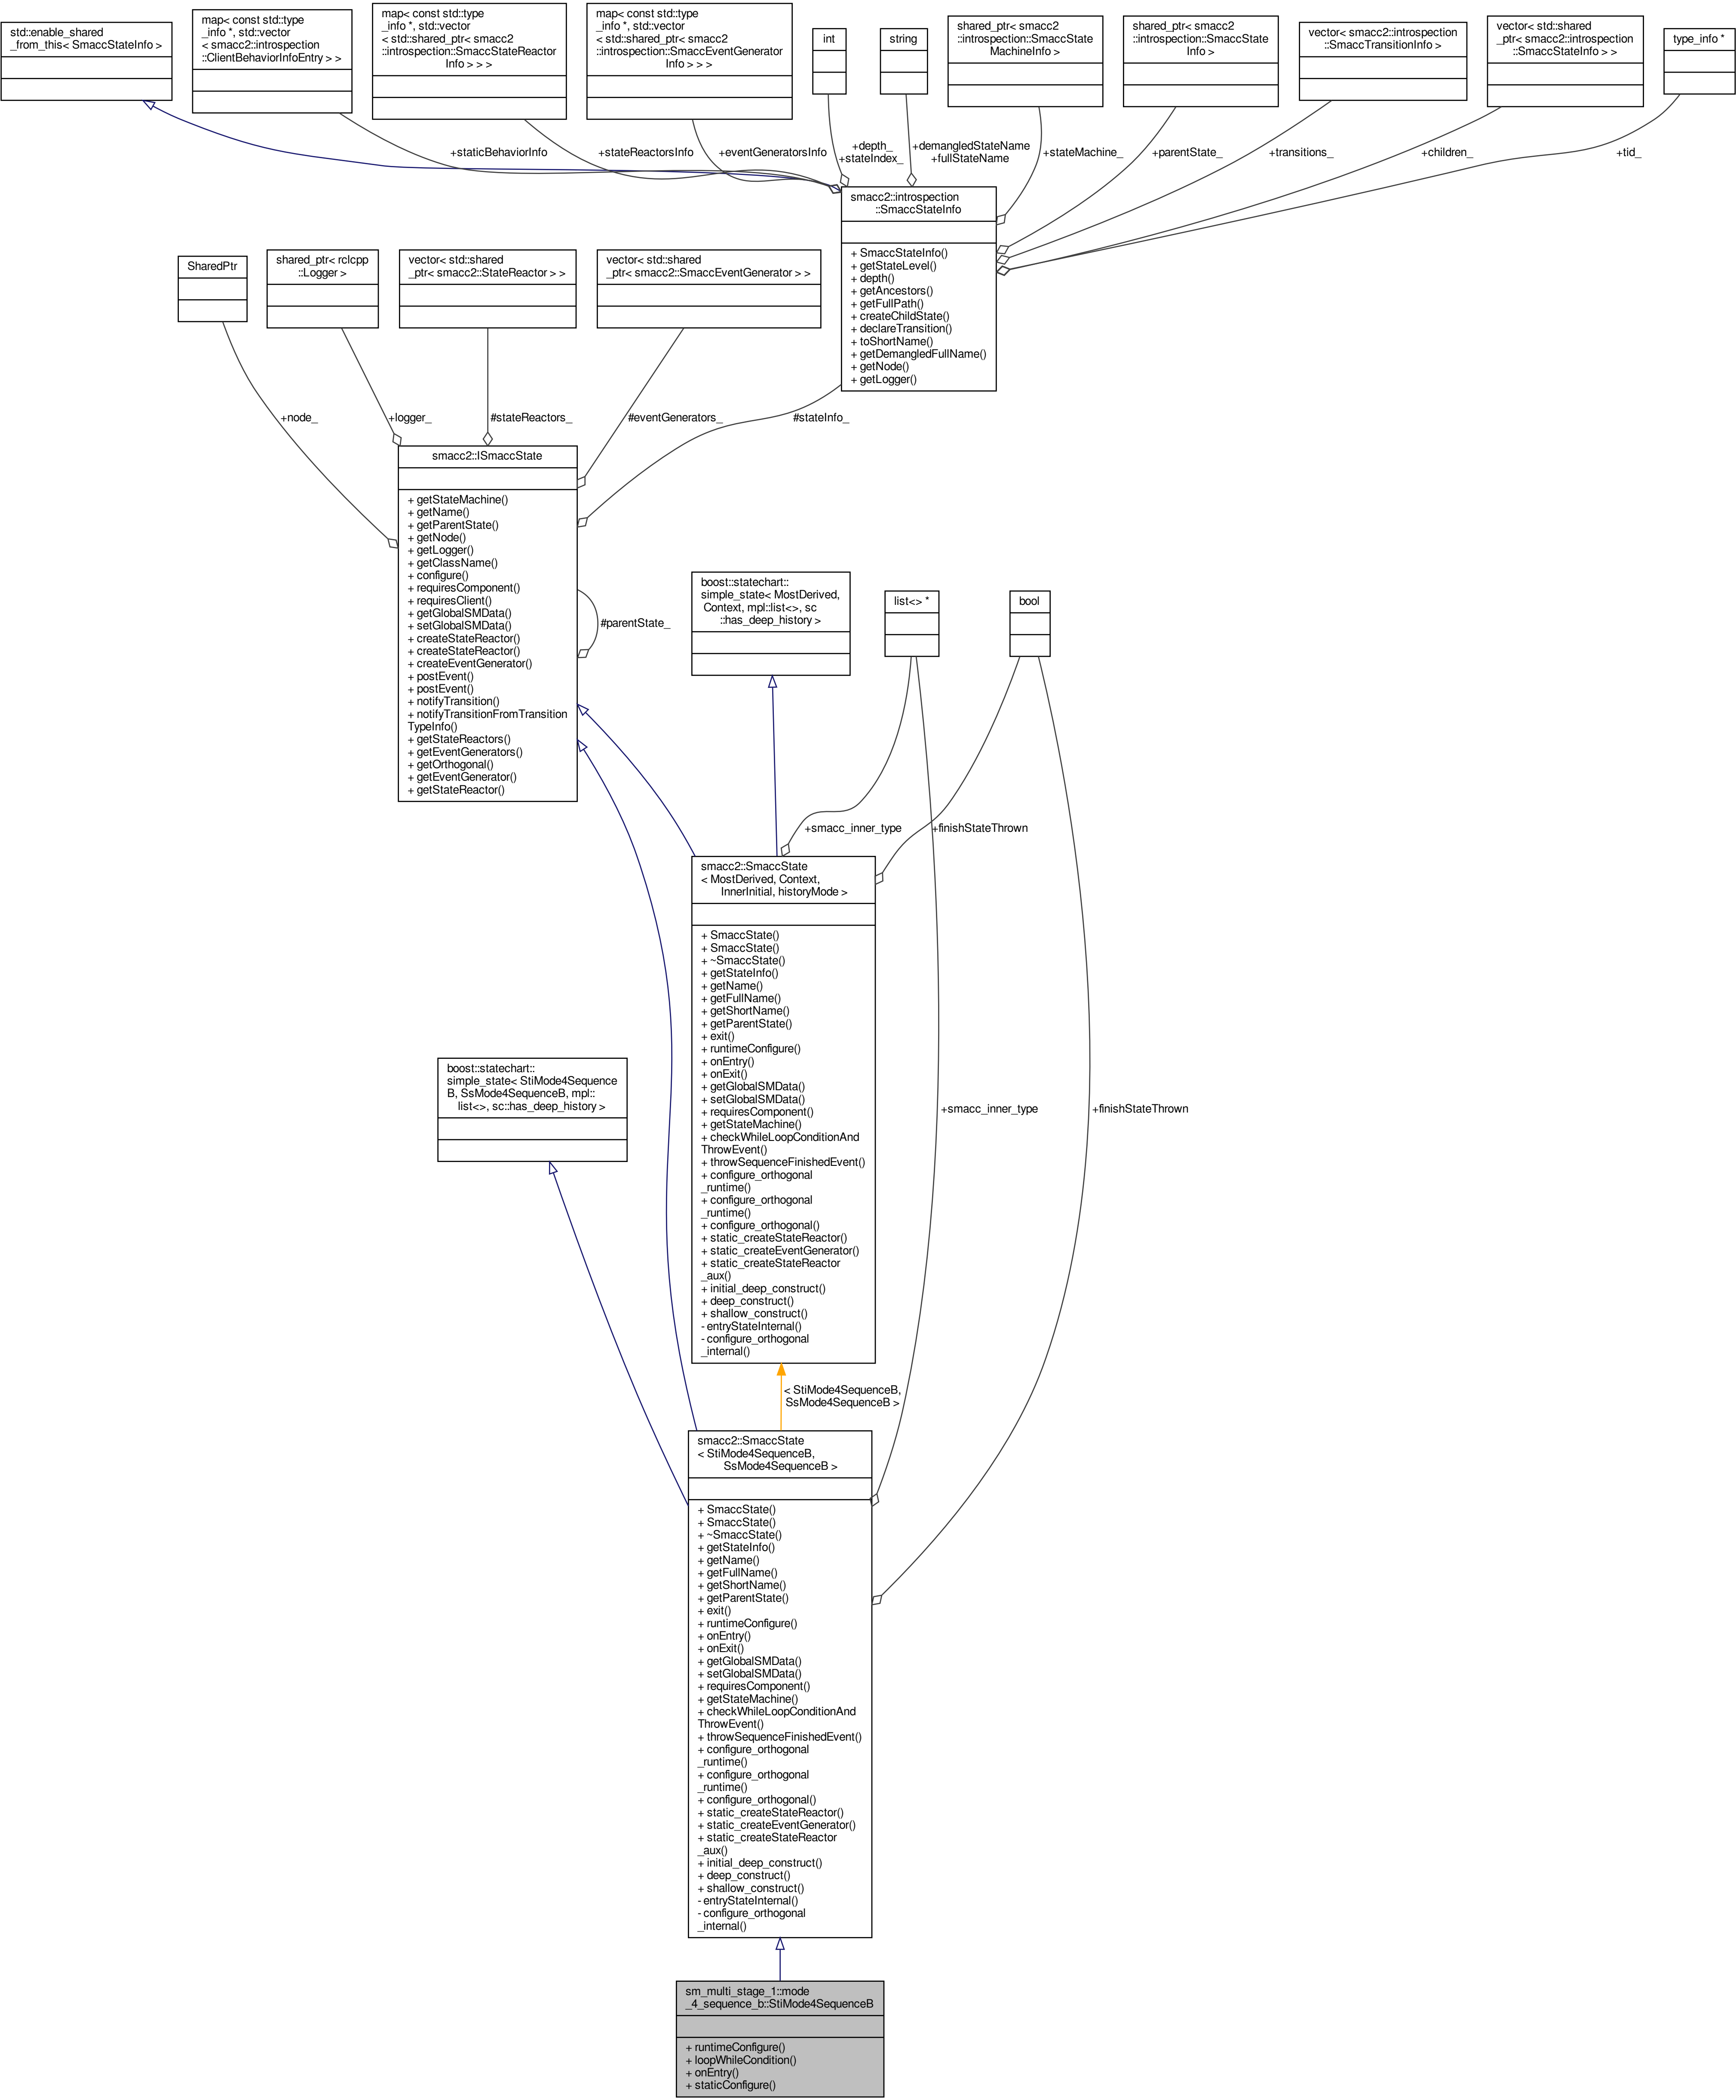 std::enable_shared
_from_this< SmaccStateInfo >
map< const std::type
_info *, std::vector
< smacc2::introspection
::ClientBehaviorInfoEntry > >
map< const std::type
_info *, std::vector
< std::shared_ptr< smacc2
::introspection::SmaccStateReactor
Info > > >
map< const std::type
_info *, std::vector
< std::shared_ptr< smacc2
::introspection::SmaccEventGenerator
Info > > >
int
string
shared_ptr< smacc2
::introspection::SmaccState
MachineInfo >
shared_ptr< smacc2
::introspection::SmaccState
Info >
vector< smacc2::introspection
::SmaccTransitionInfo >
vector< std::shared
_ptr< smacc2::introspection
::SmaccStateInfo > >
type_info *
+staticBehaviorInfo
+stateReactorsInfo
+eventGeneratorsInfo
+depth_
+stateIndex_
+demangledStateName
+fullStateName
+stateMachine_
+parentState_
+transitions_
+children_
+tid_
smacc2::introspection
::SmaccStateInfo
+ SmaccStateInfo()
+ getStateLevel()
+ depth()
+ getAncestors()
+ getFullPath()
+ createChildState()
+ declareTransition()
+ toShortName()
+ getDemangledFullName()
+ getNode()
+ getLogger()
SharedPtr
shared_ptr< rclcpp
::Logger >
vector< std::shared
_ptr< smacc2::StateReactor > >
vector< std::shared
_ptr< smacc2::SmaccEventGenerator > >
+node_
+logger_
#stateReactors_
#eventGenerators_
#stateInfo_
smacc2::ISmaccState
+ getStateMachine()
+ getName()
+ getParentState()
+ getNode()
+ getLogger()
+ getClassName()
+ configure()
+ requiresComponent()
+ requiresClient()
+ getGlobalSMData()
+ setGlobalSMData()
+ createStateReactor()
+ createStateReactor()
+ createEventGenerator()
+ postEvent()
+ postEvent()
+ notifyTransition()
+ notifyTransitionFromTransition
TypeInfo()
+ getStateReactors()
+ getEventGenerators()
+ getOrthogonal()
+ getEventGenerator()
+ getStateReactor()
#parentState_
boost::statechart::
simple_state< MostDerived,
Context, mpl::list<>, sc
::has_deep_history >
list<> *
bool
+smacc_inner_type
+finishStateThrown
smacc2::SmaccState
< MostDerived, Context,
InnerInitial, historyMode >
+ SmaccState()
+ SmaccState()
+ ~SmaccState()
+ getStateInfo()
+ getName()
+ getFullName()
+ getShortName()
+ getParentState()
+ exit()
+ runtimeConfigure()
+ onEntry()
+ onExit()
+ getGlobalSMData()
+ setGlobalSMData()
+ requiresComponent()
+ getStateMachine()
+ checkWhileLoopConditionAnd
ThrowEvent()
+ throwSequenceFinishedEvent()
+ configure_orthogonal
_runtime()
+ configure_orthogonal
_runtime()
+ configure_orthogonal()
+ static_createStateReactor()
+ static_createEventGenerator()
+ static_createStateReactor
_aux()
+ initial_deep_construct()
+ deep_construct()
+ shallow_construct()
- entryStateInternal()
- configure_orthogonal
_internal()
boost::statechart::
simple_state< StiMode4Sequence
B, SsMode4SequenceB, mpl::
list<>, sc::has_deep_history >
+smacc_inner_type
+finishStateThrown
< StiMode4SequenceB,
SsMode4SequenceB >
smacc2::SmaccState
< StiMode4SequenceB,
SsMode4SequenceB >
+ SmaccState()
+ SmaccState()
+ ~SmaccState()
+ getStateInfo()
+ getName()
+ getFullName()
+ getShortName()
+ getParentState()
+ exit()
+ runtimeConfigure()
+ onEntry()
+ onExit()
+ getGlobalSMData()
+ setGlobalSMData()
+ requiresComponent()
+ getStateMachine()
+ checkWhileLoopConditionAnd
ThrowEvent()
+ throwSequenceFinishedEvent()
+ configure_orthogonal
_runtime()
+ configure_orthogonal
_runtime()
+ configure_orthogonal()
+ static_createStateReactor()
+ static_createEventGenerator()
+ static_createStateReactor
_aux()
+ initial_deep_construct()
+ deep_construct()
+ shallow_construct()
- entryStateInternal()
- configure_orthogonal
_internal()
sm_multi_stage_1::mode
_4_sequence_b::StiMode4SequenceB
+ runtimeConfigure()
+ loopWhileCondition()
+ onEntry()
+ staticConfigure()